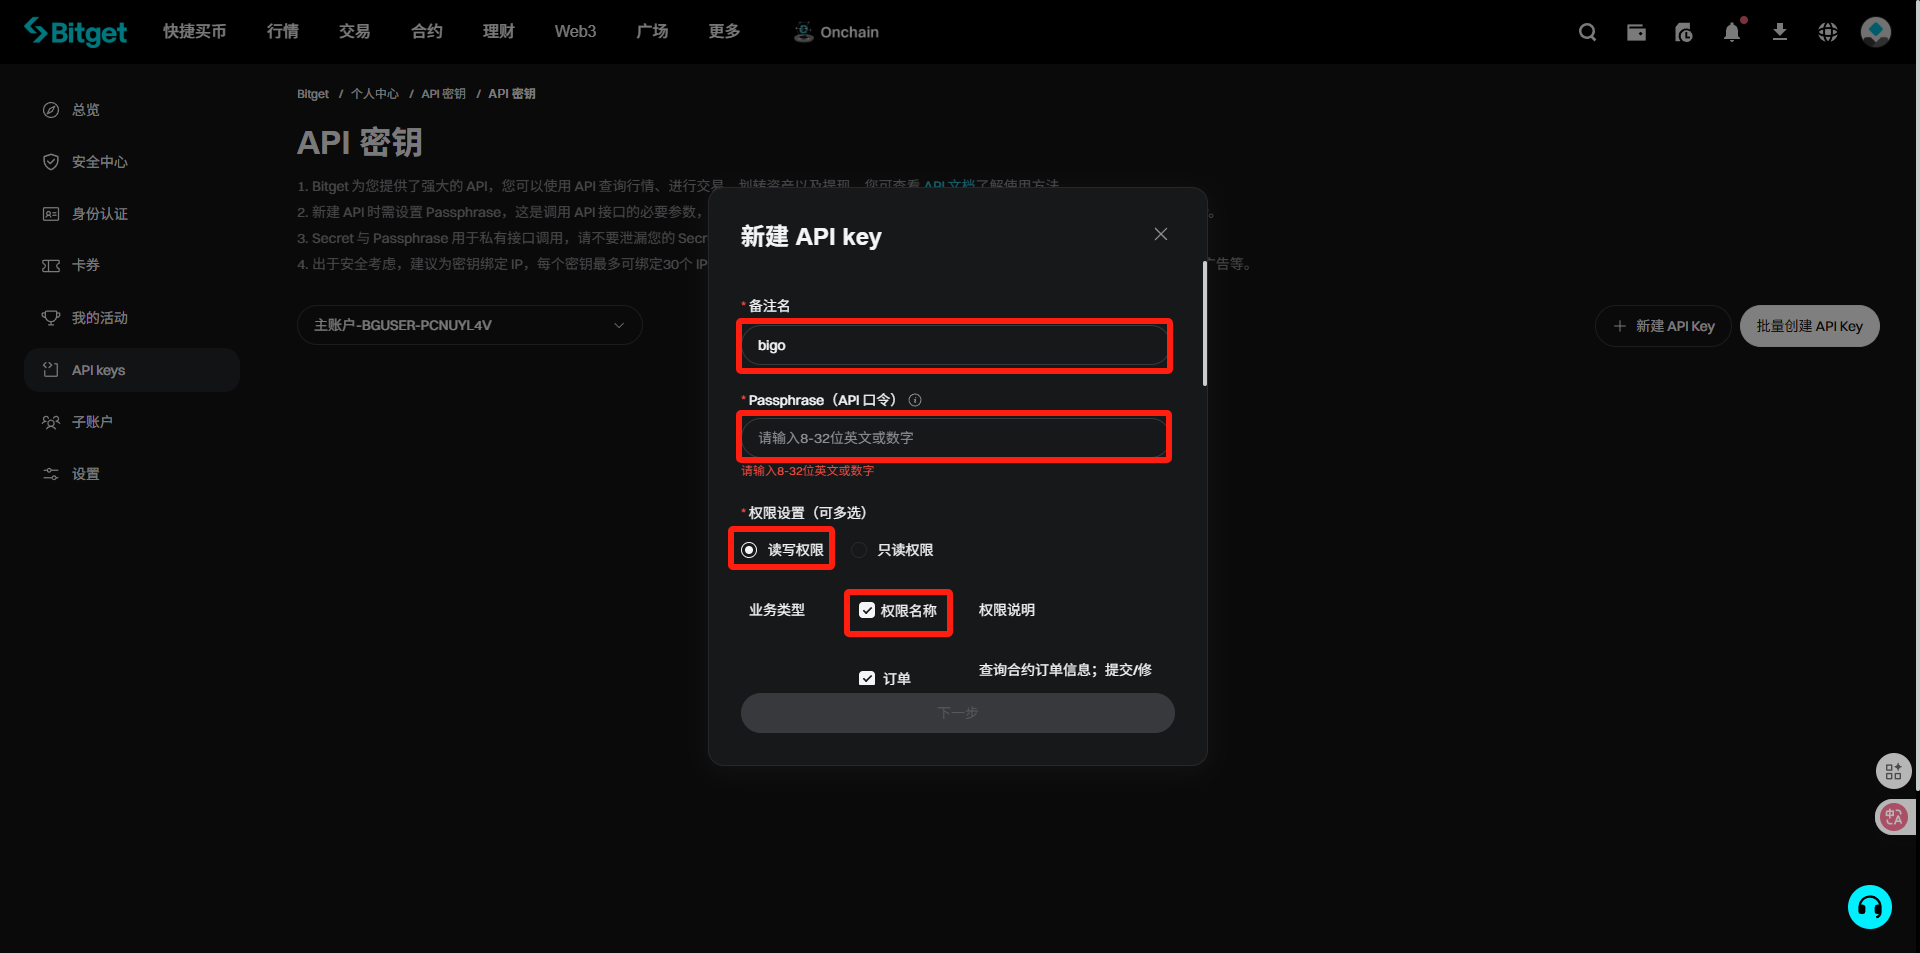 Bitget 快捷买币 行情 交易 合约 理财 Web3 广场 更多 Onchain
总览
安全中心
身份认证
卡券
我的活动
API keys
子账户
设置
Bitget / 个人中心 / API 密钥 / API 密钥
API 密钥
1. Bitget 为您提供了强大的 API，您可以使用 API 查询行情、进行交易、划转资产以及提现，您可查看 API 文档了解使用方法
2. 新建 API 时需设置 Passphrase，这是调用 API 接口的必要参数，
3. Secret 与 Passphrase 用于私有接口调用，请不要泄漏您的 Secr
4. 出于安全考虑，建议为密钥绑定 IP，每个密钥最多可绑定30个 IP 广告等。
主账户-BGUSER-PCNUYL4V
新建 API Key
批量创建 API Key
新建 API key
* 备注名
bigo
* Passphrase（API 口令）
请输入8-32位英文或数字
请输入8-32位英文或数字
* 权限设置（可多选）
读写权限 只读权限
业务类型 权限名称 权限说明
订单 查询合约订单信息；提交/修
下一步